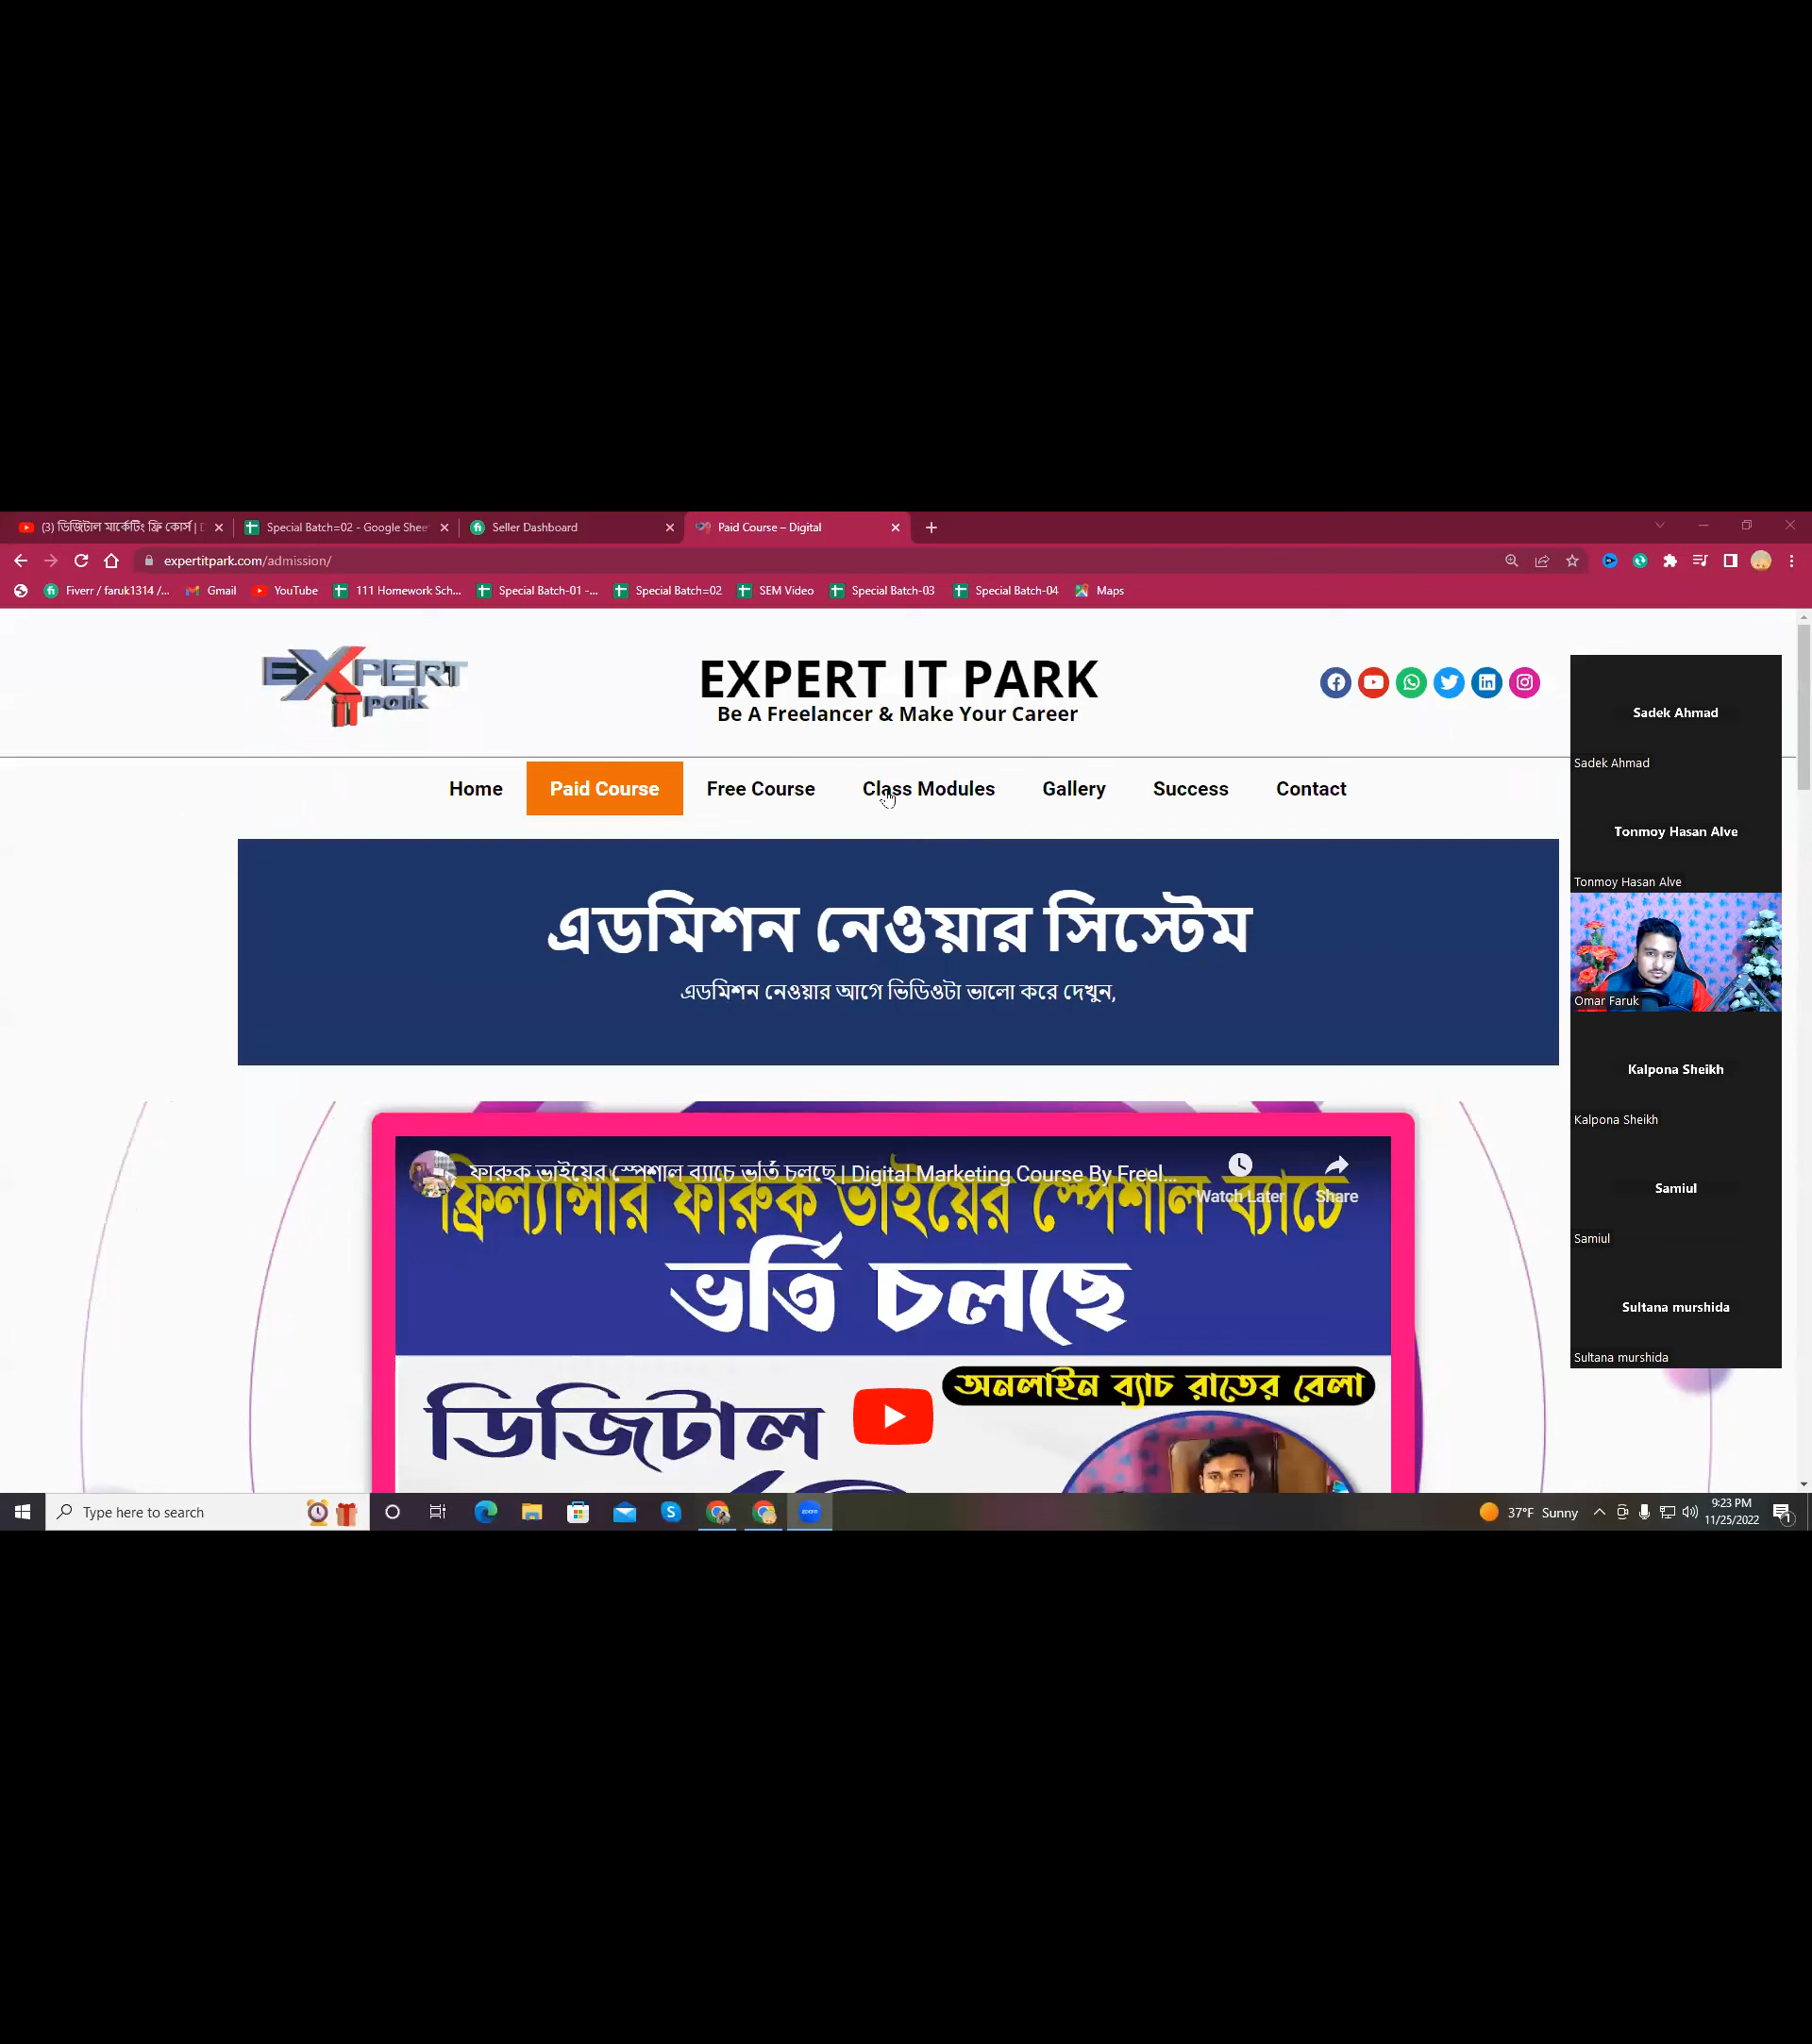 (3) ডিজিটাল মার্কেটিং ফ্রি কোর্স |
Special Batch=02 - Google Shee
Seller Dashboard
Paid Course – Digital
expertitpark.com/admission/
Fiverr / faruk1314 /...
Gmail
YouTube
111 Homework Sch...
Special Batch-01 -...
Special Batch=02
SEM Video
Special Batch-03
Special Batch-04
Maps
EXPERT
IT park
EXPERT IT PARK
Be A Freelancer & Make Your Career
Home
Paid Course
Free Course
Class Modules
Gallery
Success
Contact
এডমিশন নেওয়ার সিস্টেম
এডমিশন নেওয়ার আগে ভিডিওটা ভালো করে দেখুন,
ফারুক ভাইয়ের স্পেশাল ব্যাচে ভর্তি চলছে | Digital Marketing Course By Freel...
Watch Later
Share
ফ্রিল্যান্সার ফারুক ভাইয়ের স্পেশাল ব্যাচে
ভর্তি চলছে
অনলাইন ব্যাচ রাতের বেলা
ডিজিটাল
Sadek Ahmad
Sadek Ahmad
Tonmoy Hasan Alve
Tonmoy Hasan Alve
Omar Faruk
Kalpona Sheikh
Kalpona Sheikh
Samiul
Samiul
Sultana murshida
Sultana murshida
Type here to search
zoom
37°F Sunny
9:23 PM
11/25/2022
1